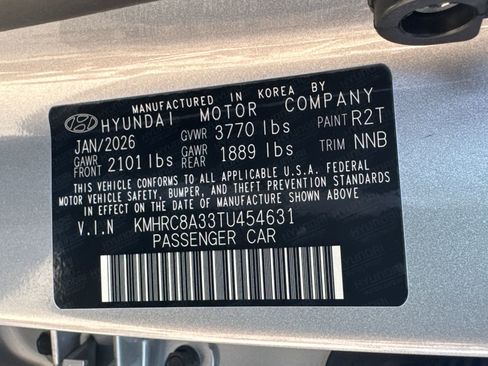 MANUFACTURED IN KOREA BY
HYUNDAI MOTOR COMPANY
JAN/2026 GVWR 3770 lbs PAINT R2T
GAWR FRONT 2101 lbs GAWR REAR 1889 lbs TRIM NNB
THIS VEHICLE CONFORMS TO ALL APPLICABLE U.S.A. FEDERAL
MOTOR VEHICLE SAFETY, BUMPER, AND THEFT PREVENTION STANDARDS
IN EFFECT ON THE DATE OF MANUFACTURE SHOWN ABOVE.
V.I.N KMHRC8A33TU454631
PASSENGER CAR